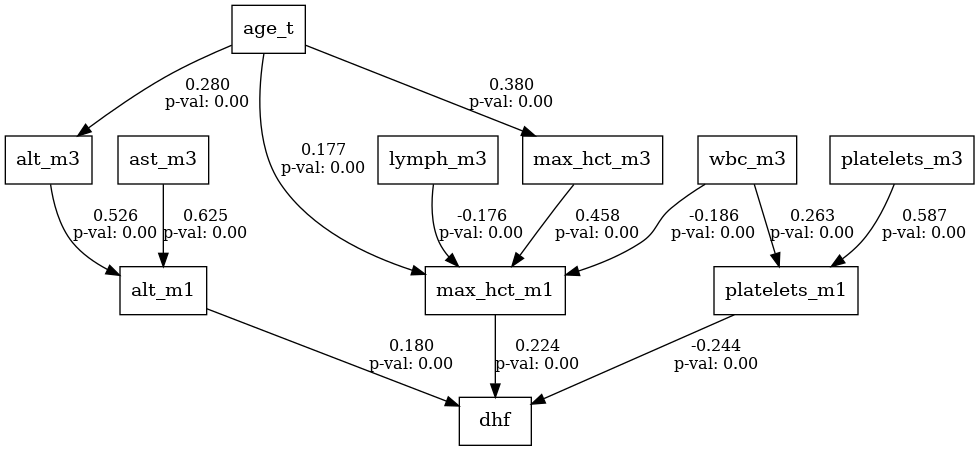 age_t
0.280
p-val: 0.00
0.380
p-val: 0.00
alt_m3
ast_m3
0.177
p-val: 0.00
lymph_m3
max_hct_m3
wbc_m3
platelets_m3
0.526
p-val: 0.00
0.625
p-val: 0.00
-0.176
p-val: 0.00
0.458
p-val: 0.00
-0.186
p-val: 0.00
0.263
p-val: 0.00
0.587
p-val: 0.00
alt_m1
max_hct_m1
platelets_m1
0.180
p-val: 0.00
0.224
p-val: 0.00
-0.244
p-val: 0.00
dhf